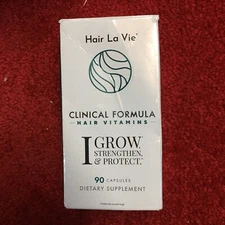 Hair La Vie
CLINICAL FORMULA
HAIR VITAMINS
I GROW,
STRENGTHEN,
& PROTECT.
90 CAPSULES
DIETARY SUPPLEMENT